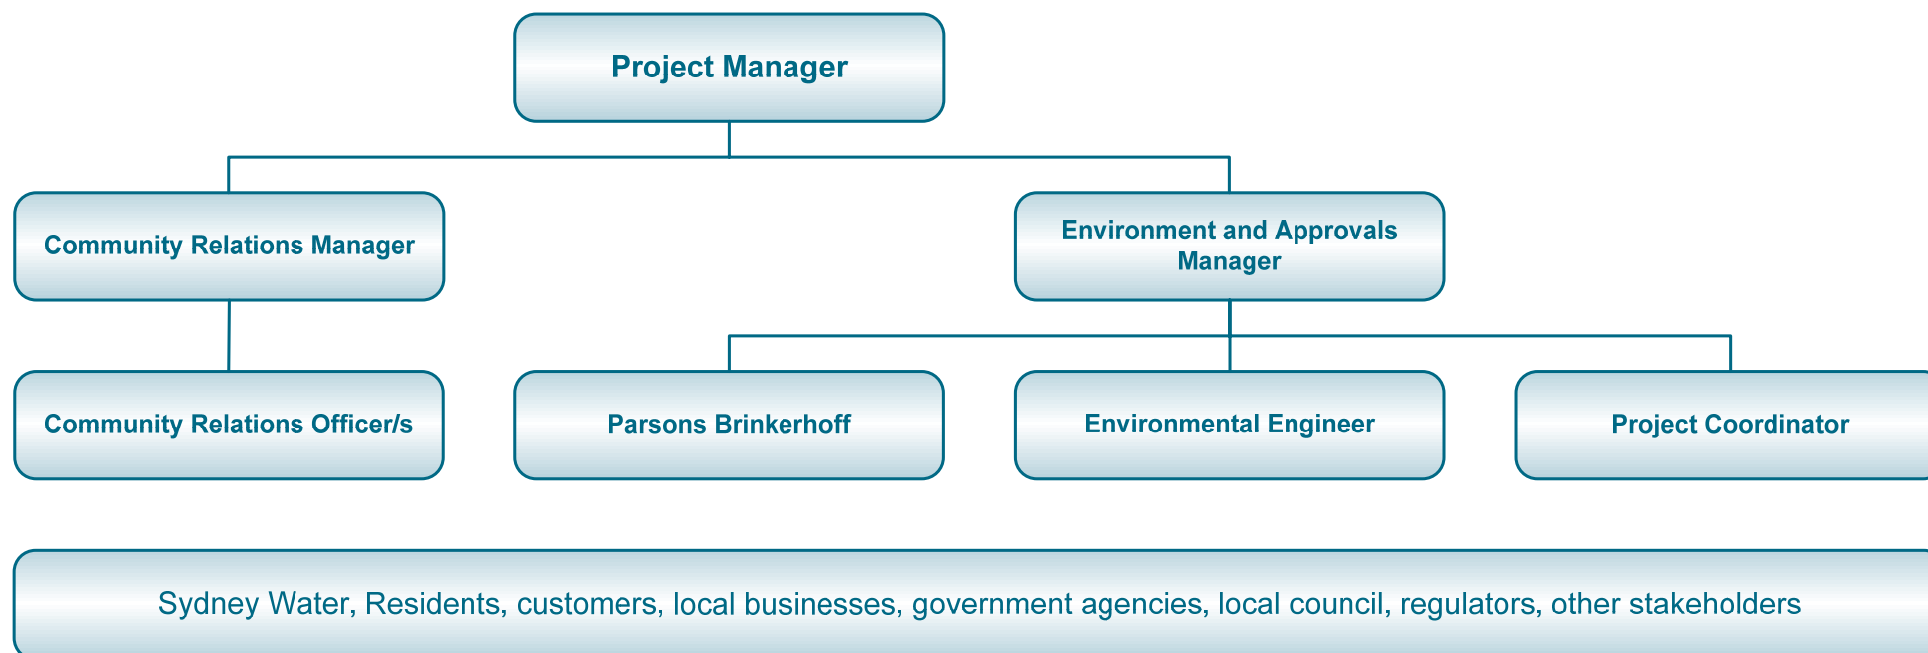 Project Manager
Community Relations Manager
Environment and Approvals
Manager
Community Relations Officer/s
Parsons Brinkerhoff
Environmental Engineer
Project Coordinator
Sydney Water, Residents, customers, local businesses, government agencies, local council, regulators, other stakeholders